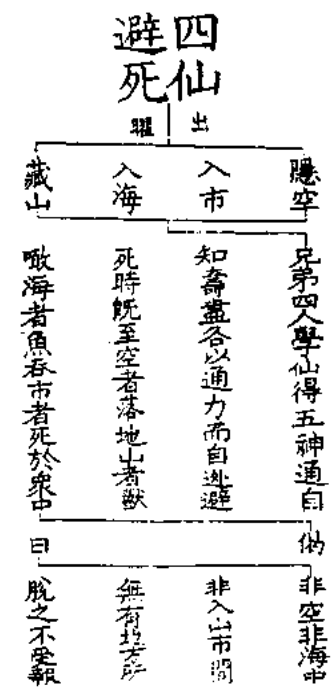 四仙
避死
出
曜
隱空
入市
入海
藏山
兄弟四人學仙得五神通自
知壽盡各以通力而自逃避
死時既至空者落地山者獸
噉海者魚吞市者死於衆中
偈
曰
非空非海中
非入山市間
無有地方所
脫之不受報